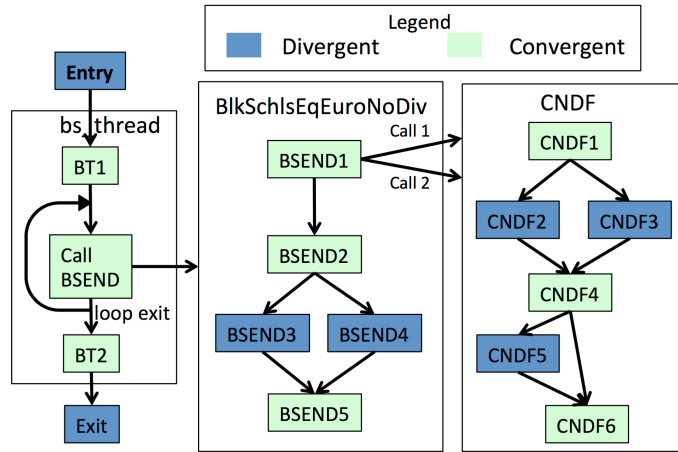 Legend
Divergent
Convergent
Entry
bs_thread
BT1
Call
BSEND
loop exit
BT2
Exit
BlkSchlsEqEuroNoDiv
BSEND1
Call 1
Call 2
BSEND2
BSEND3
BSEND4
BSEND5
CNDF
CNDF1
CNDF2
CNDF3
CNDF4
CNDF5
CNDF6